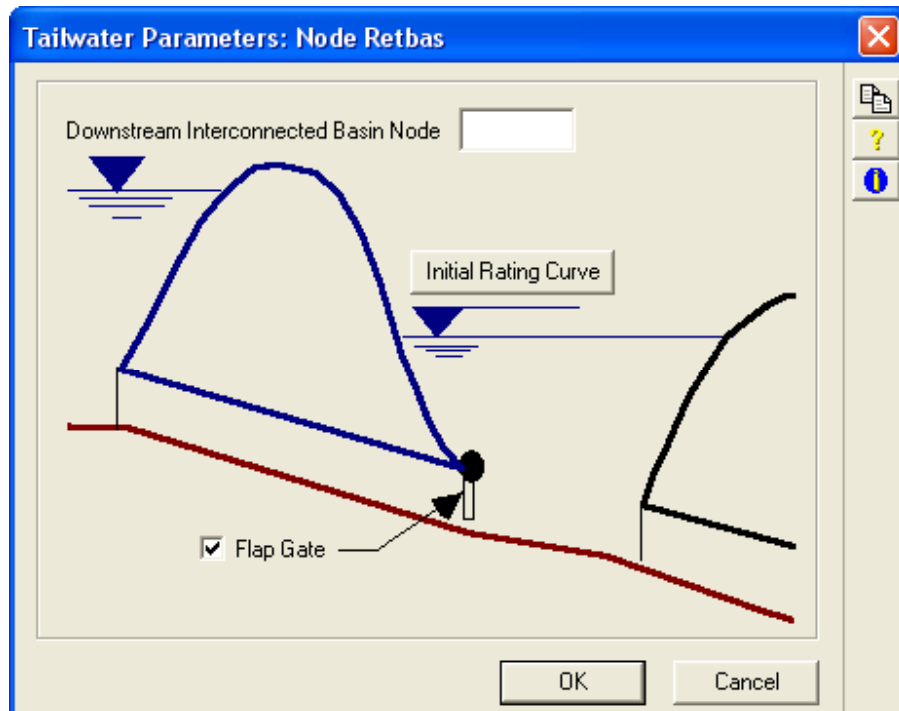 Tailwater Parameters: Node Retbas
Downstream Interconnected Basin Node
Initial Rating Curve
Flap Gate
OK
Cancel